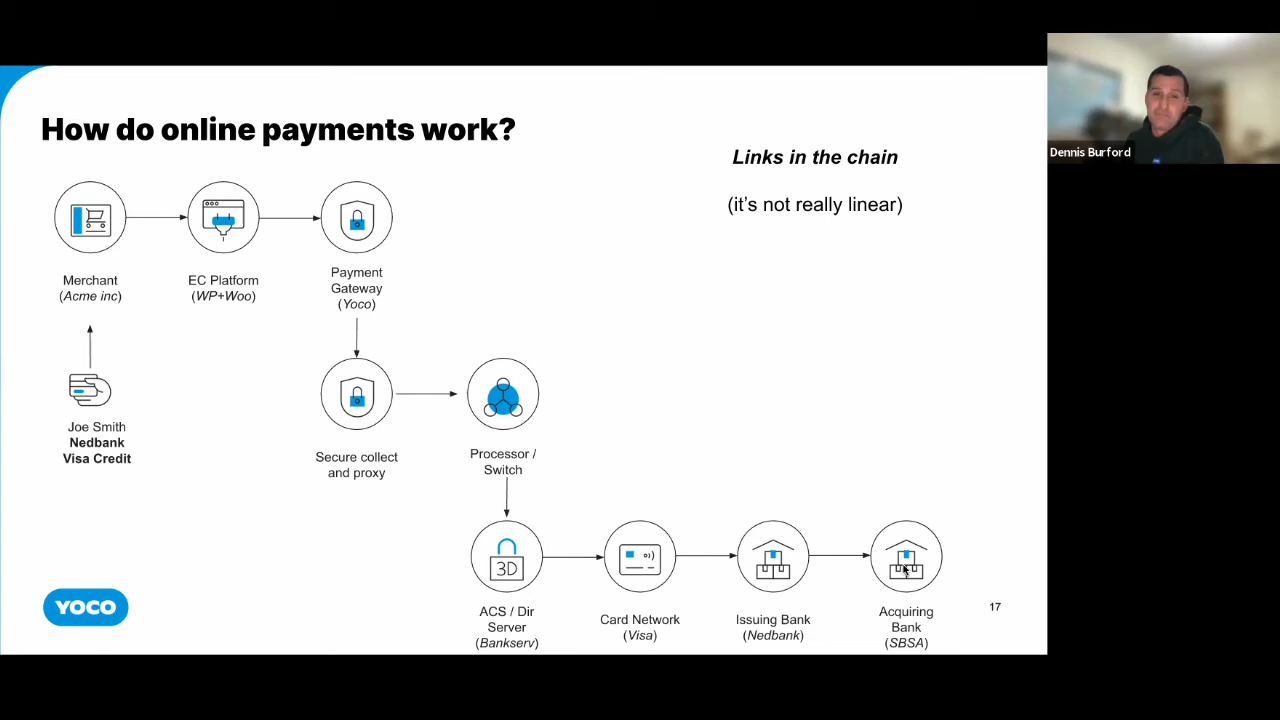 How do online payments work?
Links in the chain
(it's not really linear)
Dennis Burford
Merchant
(Acme inc)
EC Platform
(WP+Woo)
Payment
Gateway
(Yoco)
Joe Smith
Nedbank
Visa Credit
Secure collect
and proxy
Processor /
Switch
3D
ACS / Dir
Server
(Bankserv)
Card Network
(Visa)
Issuing Bank
(Nedbank)
Acquiring
Bank
(SBSA)
YOCO
17